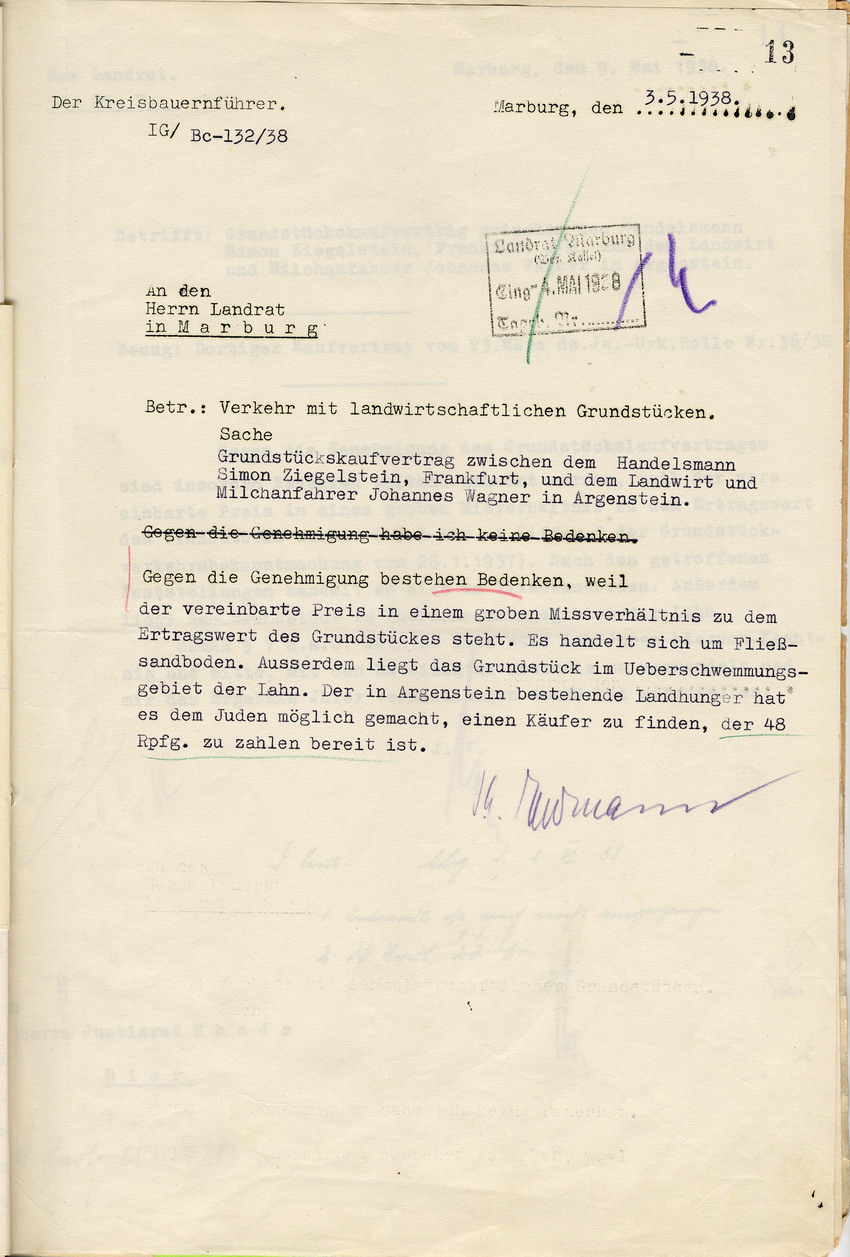 13
Der Kreisbauernführer.
Marburg, den 3.5.1938.
IG/ Bc-132/38
Landrat Marburg
(Bez. Kassel)
Eing. 4. MAI 1938
Tageb. Nr.
An den
Herrn Landrat
in M a r b u r g
Betr.: Verkehr mit landwirtschaftlichen Grundstücken.
Sache
Grundstückskaufvertrag zwischen dem Handelsmann
Simon Ziegelstein, Frankfurt, und dem Landwirt und
Milchanfahrer Johannes Wagner in Argenstein.
Gegen die Genehmigung habe ich keine Bedenken.
Gegen die Genehmigung bestehen Bedenken, weil
der vereinbarte Preis in einem groben Missverhältnis zu dem
Ertragswert des Grundstückes steht. Es handelt sich um Fließ-
sandboden. Ausserdem liegt das Grundstück im Ueberschwemmungs-
gebiet der Lahn. Der in Argenstein bestehende Landhunger hat
es dem Juden möglich gemacht, einen Käufer zu finden, der 48
Rpfg. zu zahlen bereit ist.